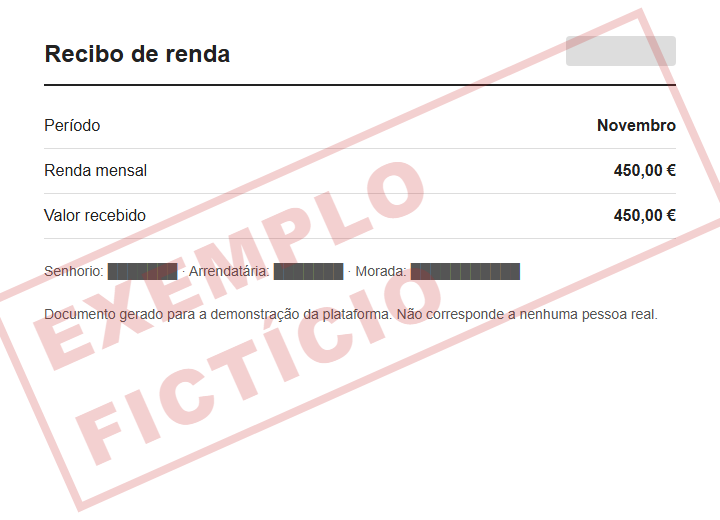 Recibo de renda
Período Novembro
Renda mensal 450,00 €
Valor recebido 450,00 €
Senhorio: · Arrendatária: · Morada:
Documento gerado para a demonstração da plataforma. Não corresponde a nenhuma pessoa real.
EXEMPLO
FICTÍCIO